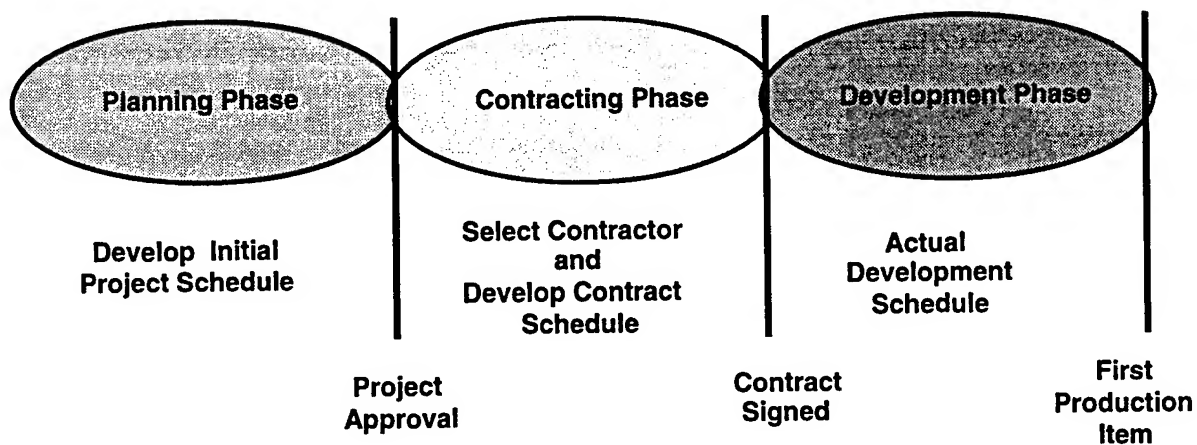 Planning Phase
Contracting Phase
Development Phase
Develop Initial
Project Schedule
Select Contractor
and
Develop Contract
Schedule
Actual
Development
Schedule
Project
Approval
Contract
Signed
First
Production
Item